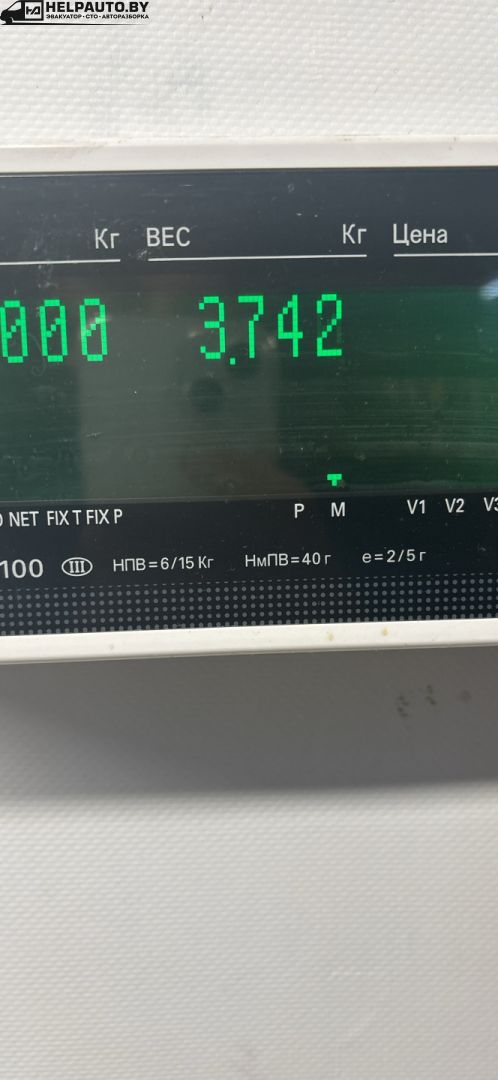 HELPAUTO.BY
ЭВАКУАТОР · СТО · АВТОРАЗБОРКА
Кг ВЕС Кг Цена
000 3.742
NET FIX T FIX P P M V1 V2 V3
100 III НПВ=6/15 Кг НмПВ=40 г e=2/5 г